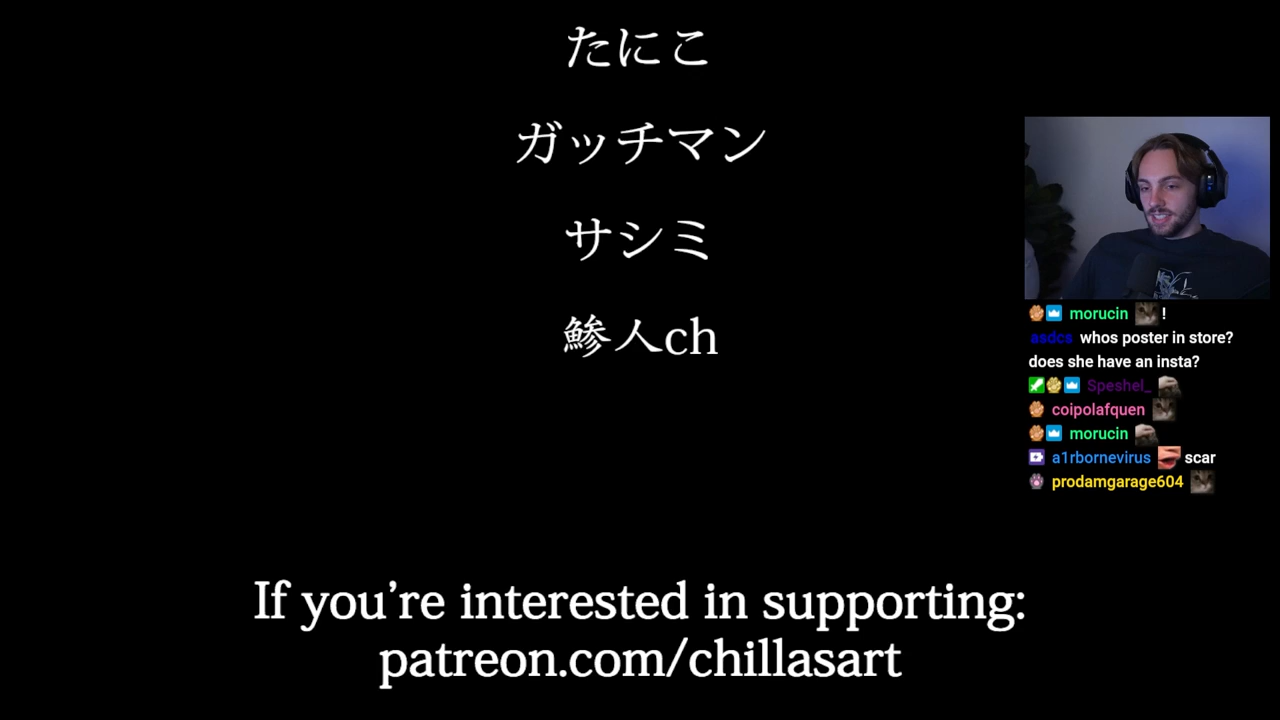 たにこ
ガッチマン
サシミ
鯵人ch
If you’re interested in supporting:
patreon.com/chillasart
morucin !
asdcs whos poster in store?
does she have an insta?
Speshel_
coipolafquen
morucin
a1rbornevirus scar
prodamgarage604